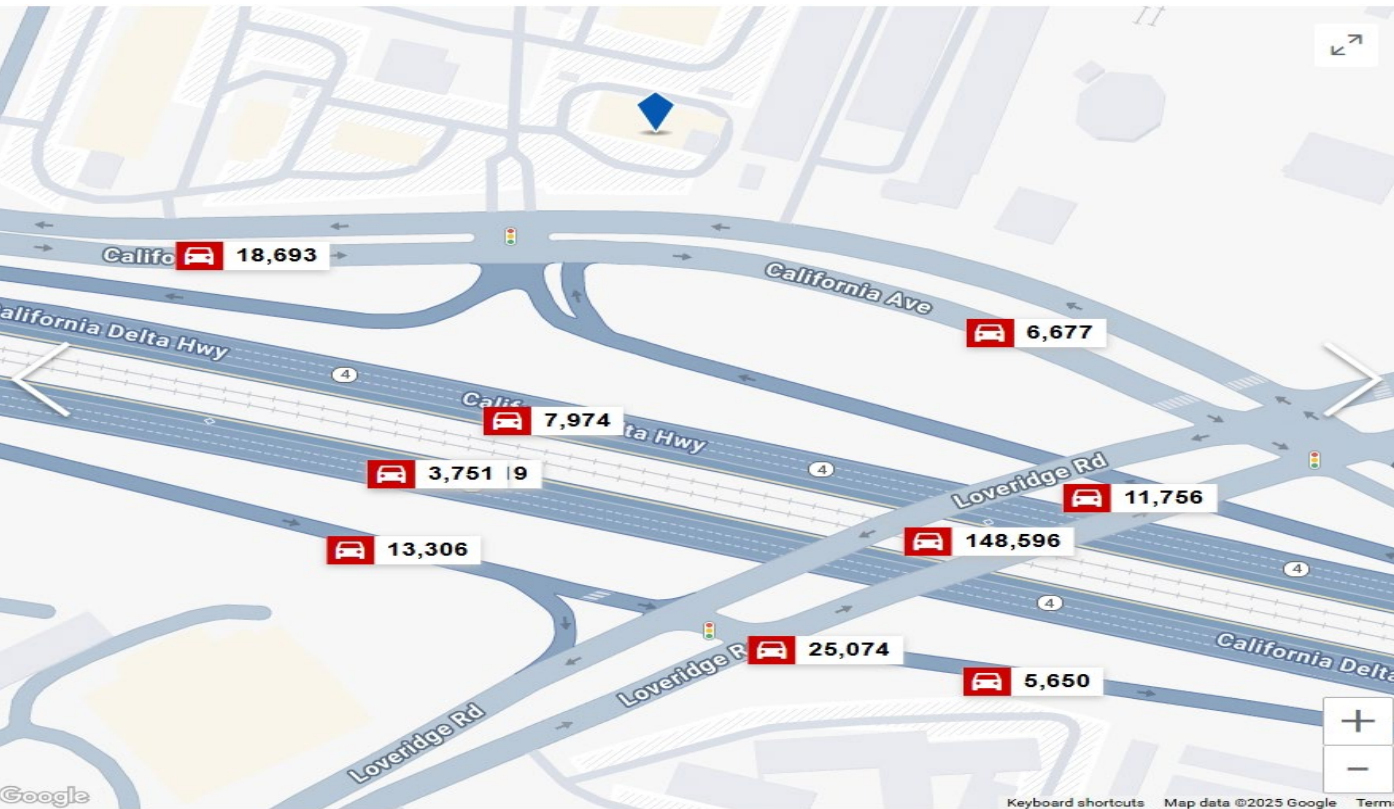 Califo 18,693
California Ave
alifornia Delta Hwy
6,677
4
Calif
7,974
ta Hwy
3,751
9
4
Loveridge Rd
11,756
13,306
148,596
4
4
25,074
California Delta
Loveridge R
5,650
Loveridge Rd
+
−
Google
Keyboard shortcuts Map data ©2025 Google Term